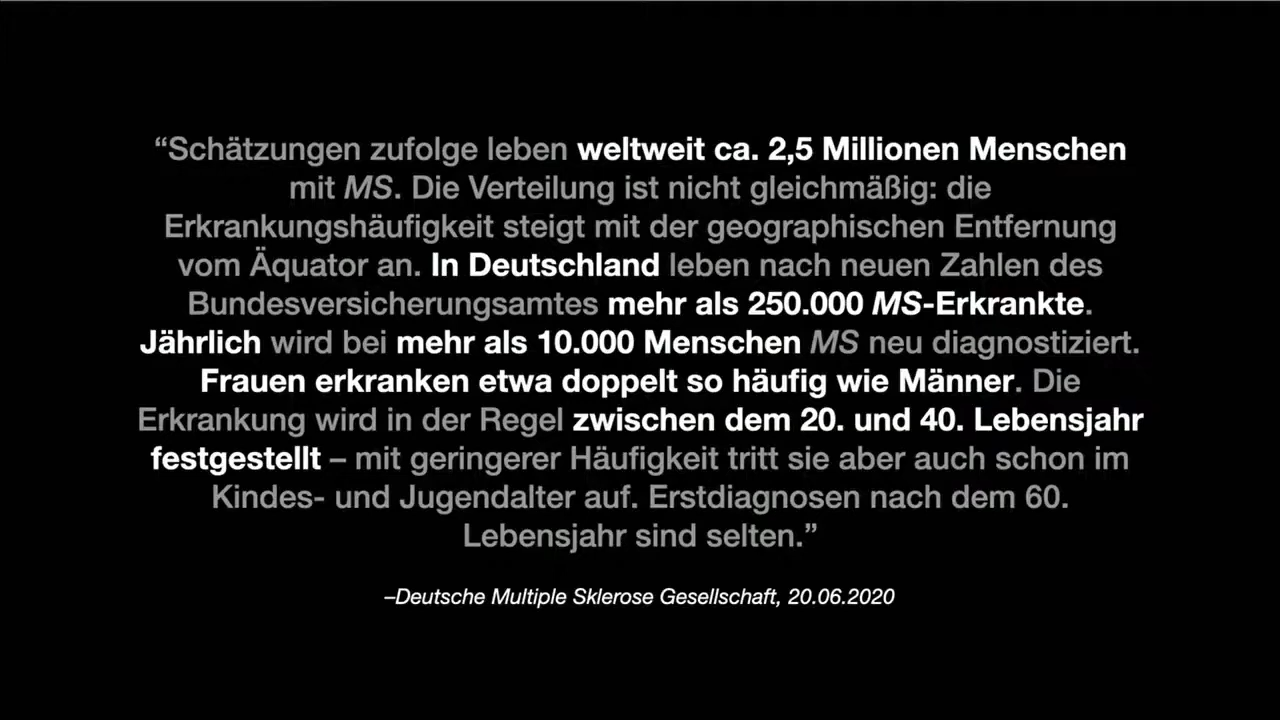 “Schätzungen zufolge leben weltweit ca. 2,5 Millionen Menschen
mit MS. Die Verteilung ist nicht gleichmäßig: die
Erkrankungshäufigkeit steigt mit der geographischen Entfernung
vom Äquator an. In Deutschland leben nach neuen Zahlen des
Bundesversicherungsamtes mehr als 250.000 MS-Erkrankte.
Jährlich wird bei mehr als 10.000 Menschen MS neu diagnostiziert.
Frauen erkranken etwa doppelt so häufig wie Männer. Die
Erkrankung wird in der Regel zwischen dem 20. und 40. Lebensjahr
festgestellt – mit geringerer Häufigkeit tritt sie aber auch schon im
Kindes- und Jugendalter auf. Erstdiagnosen nach dem 60.
Lebensjahr sind selten.”
–Deutsche Multiple Sklerose Gesellschaft, 20.06.2020